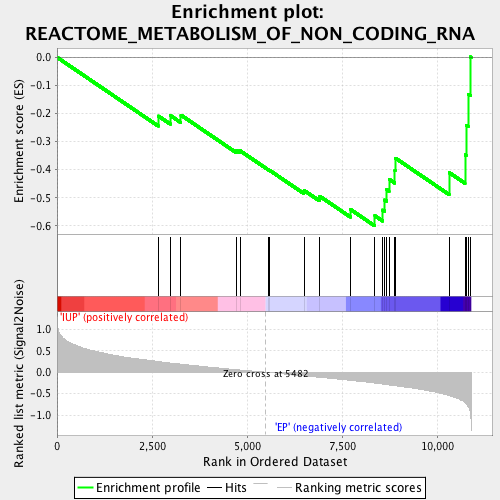 Enrichment plot:
REACTOME_METABOLISM_OF_NON_CODING_RNA
Enrichment score (ES)
0.0
-0.1
-0.2
-0.3
-0.4
-0.5
-0.6
'IUP' (positively correlated)
Zero cross at 5482
'EP' (negatively correlated)
Ranked list metric (Signal2Noise)
1.0
0.5
0.0
-0.5
-1.0
0
2,500
5,000
7,500
10,000
Rank in Ordered Dataset
Enrichment profile
Hits
Ranking metric scores